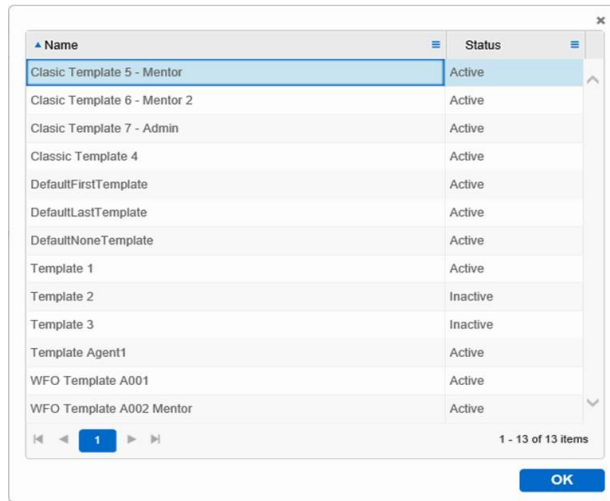 Name Status
Clasic Template 5 - Mentor Active
Clasic Template 6 - Mentor 2 Active
Clasic Template 7 - Admin Active
Classic Template 4 Active
DefaultFirstTemplate Active
DefaultLastTemplate Active
DefaultNoneTemplate Active
Template 1 Active
Template 2 Inactive
Template 3 Inactive
Template Agent1 Active
WFO Template A001 Active
WFO Template A002 Mentor Active
1 1 - 13 of 13 items
OK